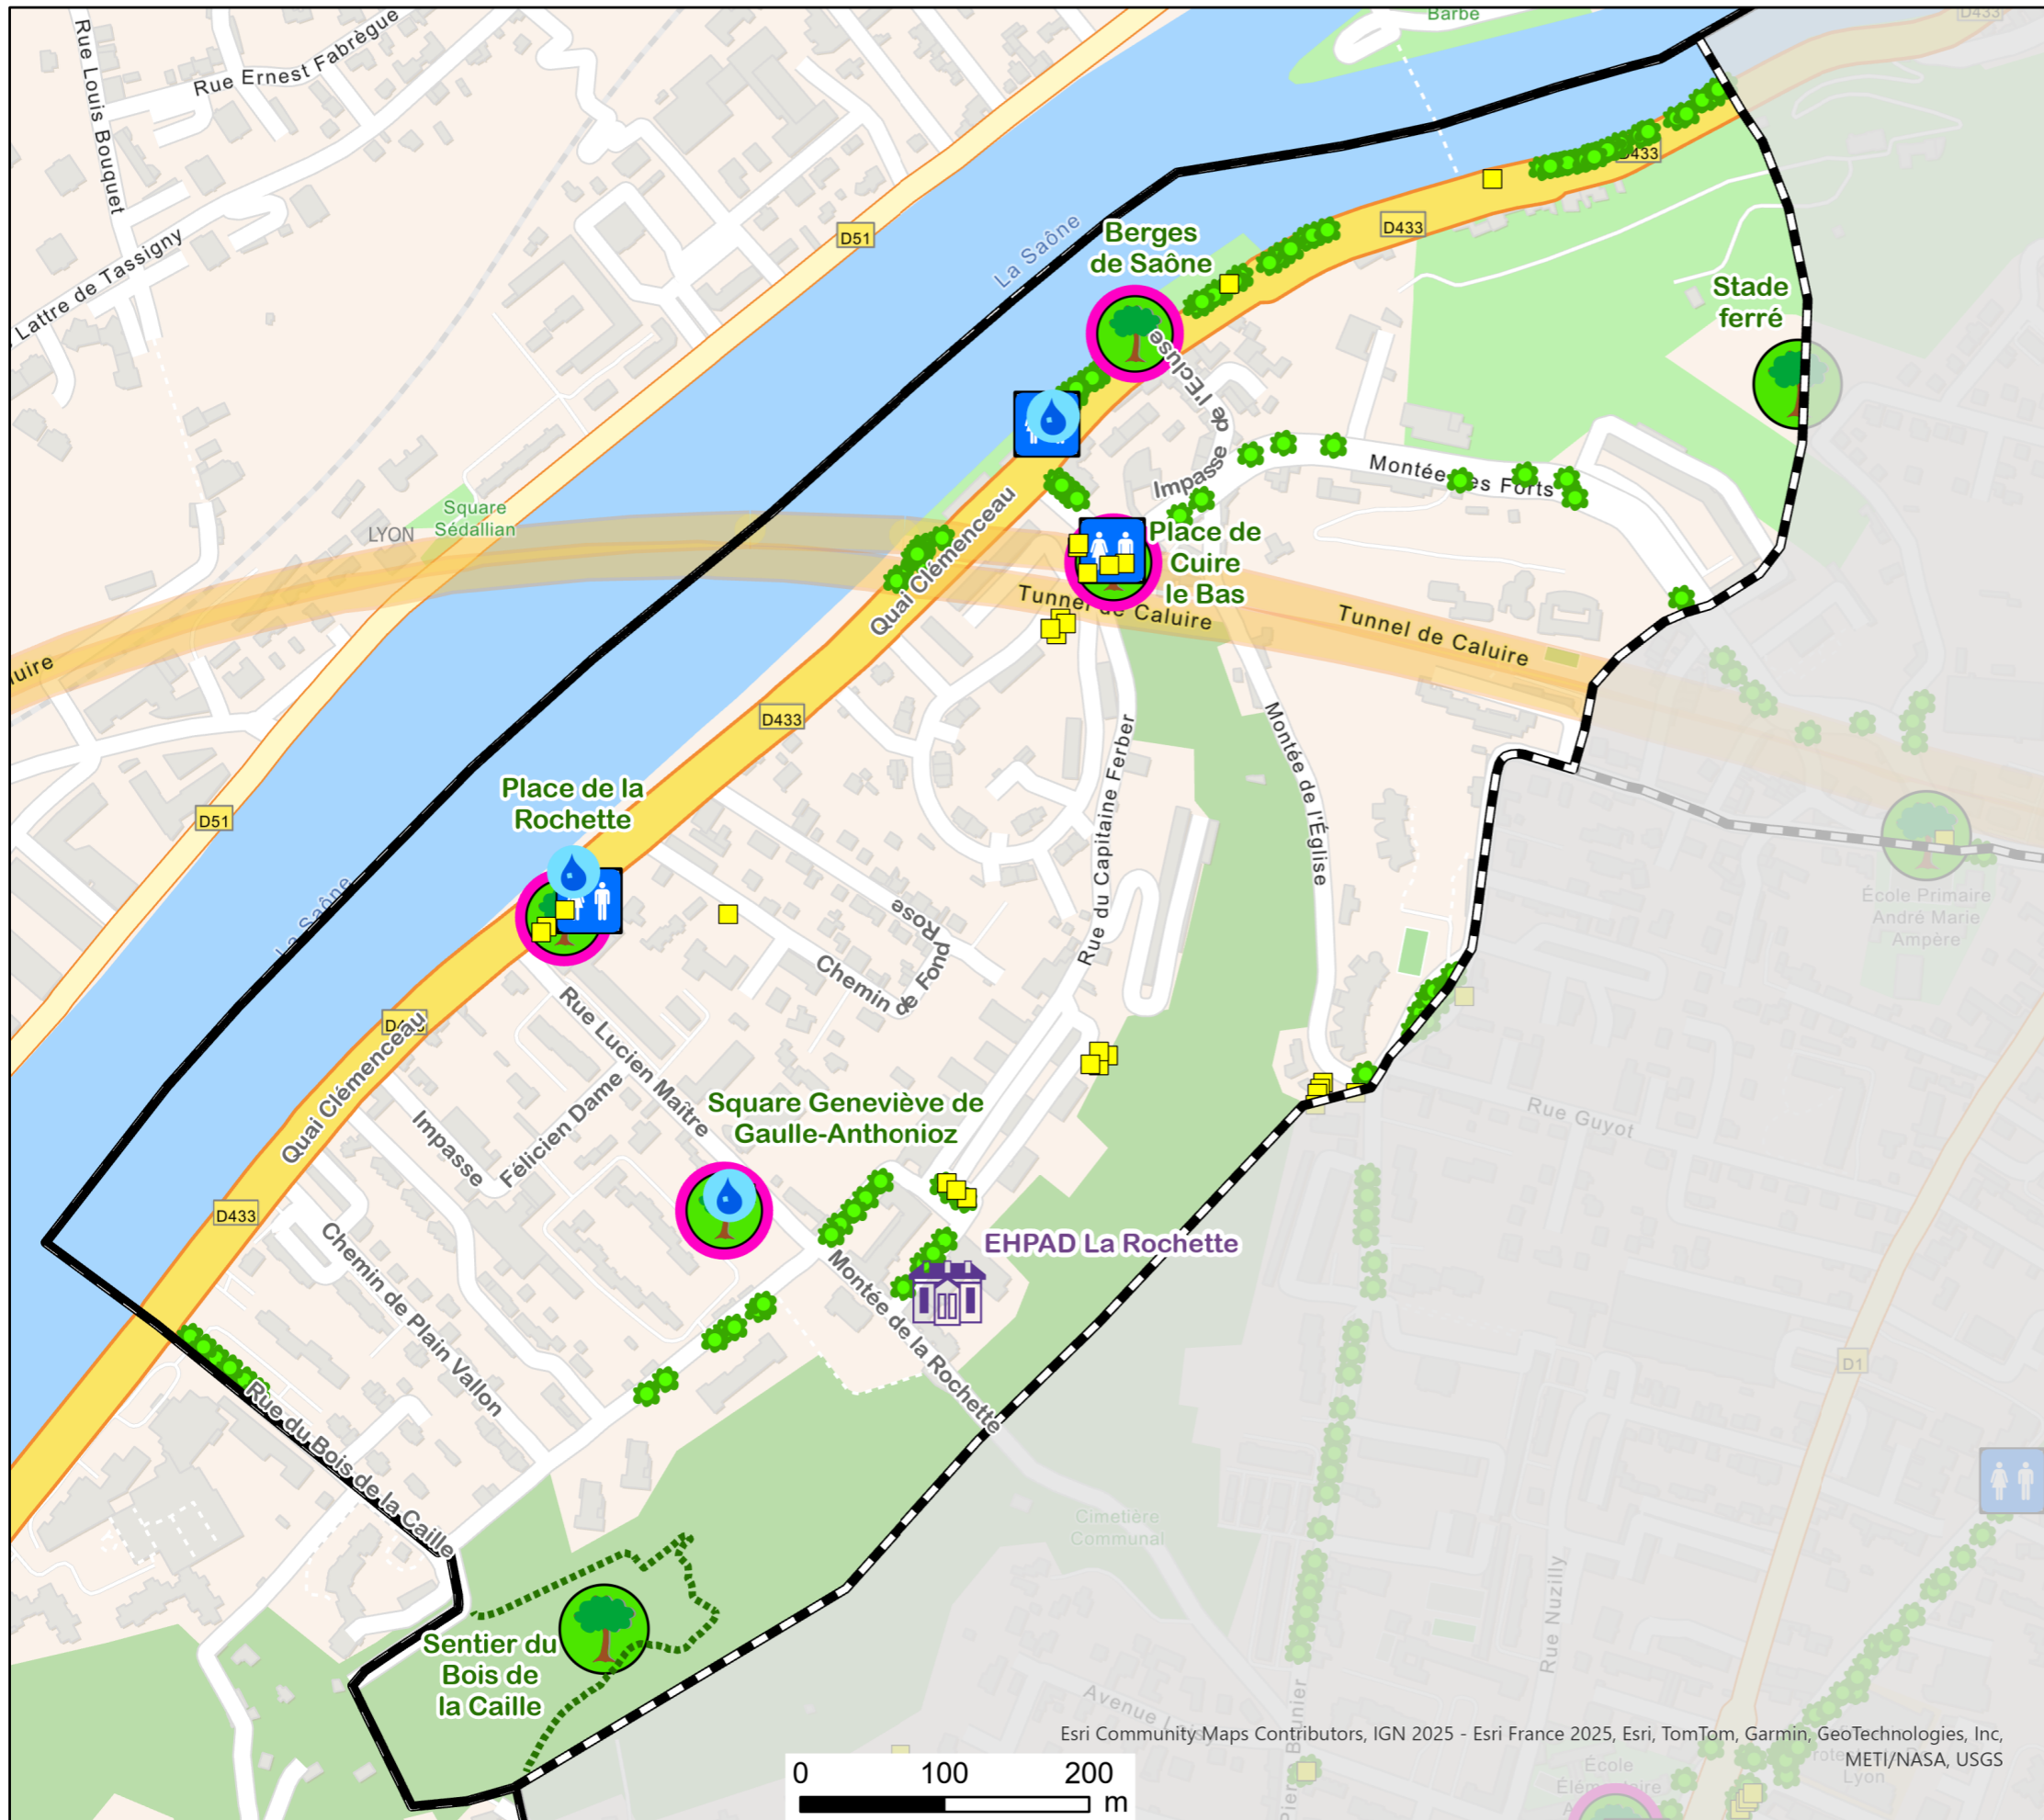 Barbe
D433
Rue Louis Bouquet
Rue Ernest Fabrègue
Lattre de Tassigny
D51
La Saône
Berges
de Saône
D433
D433
Stade
ferré
Impasse de l'Écluse
Montée des Forts
Square
Sédallian
LYON
Quai Clémenceau
Place de
Cuire
le Bas
Tunnel de Caluire
Tunnel de Caluire
uire
D433
Place de la
Rochette
D51
Rue du Capitaine Ferber
Montée de l'Église
École Primaire
André Marie
Ampère
La Saône
Chemin de Fond Rose
Rue Lucien Maître
Quai Clémenceau
Impasse Félicien Dame
Square Geneviève de
Gaulle-Anthonioz
Rue Guyot
D433
EHPAD La Rochette
Chemin de Plain Vallon
Montée de la Rochette
D1
Rue du Bois de la Caille
Cimetière
Communal
Rue Nuzilly
Sentier du
Bois de
la Caille
Avenue
Esri Community Maps Contributors, IGN 2025 - Esri France 2025, Esri, TomTom, Garmin, GeoTechnologies, Inc,
METI/NASA, USGS
Lyon
École
0 100 200
m